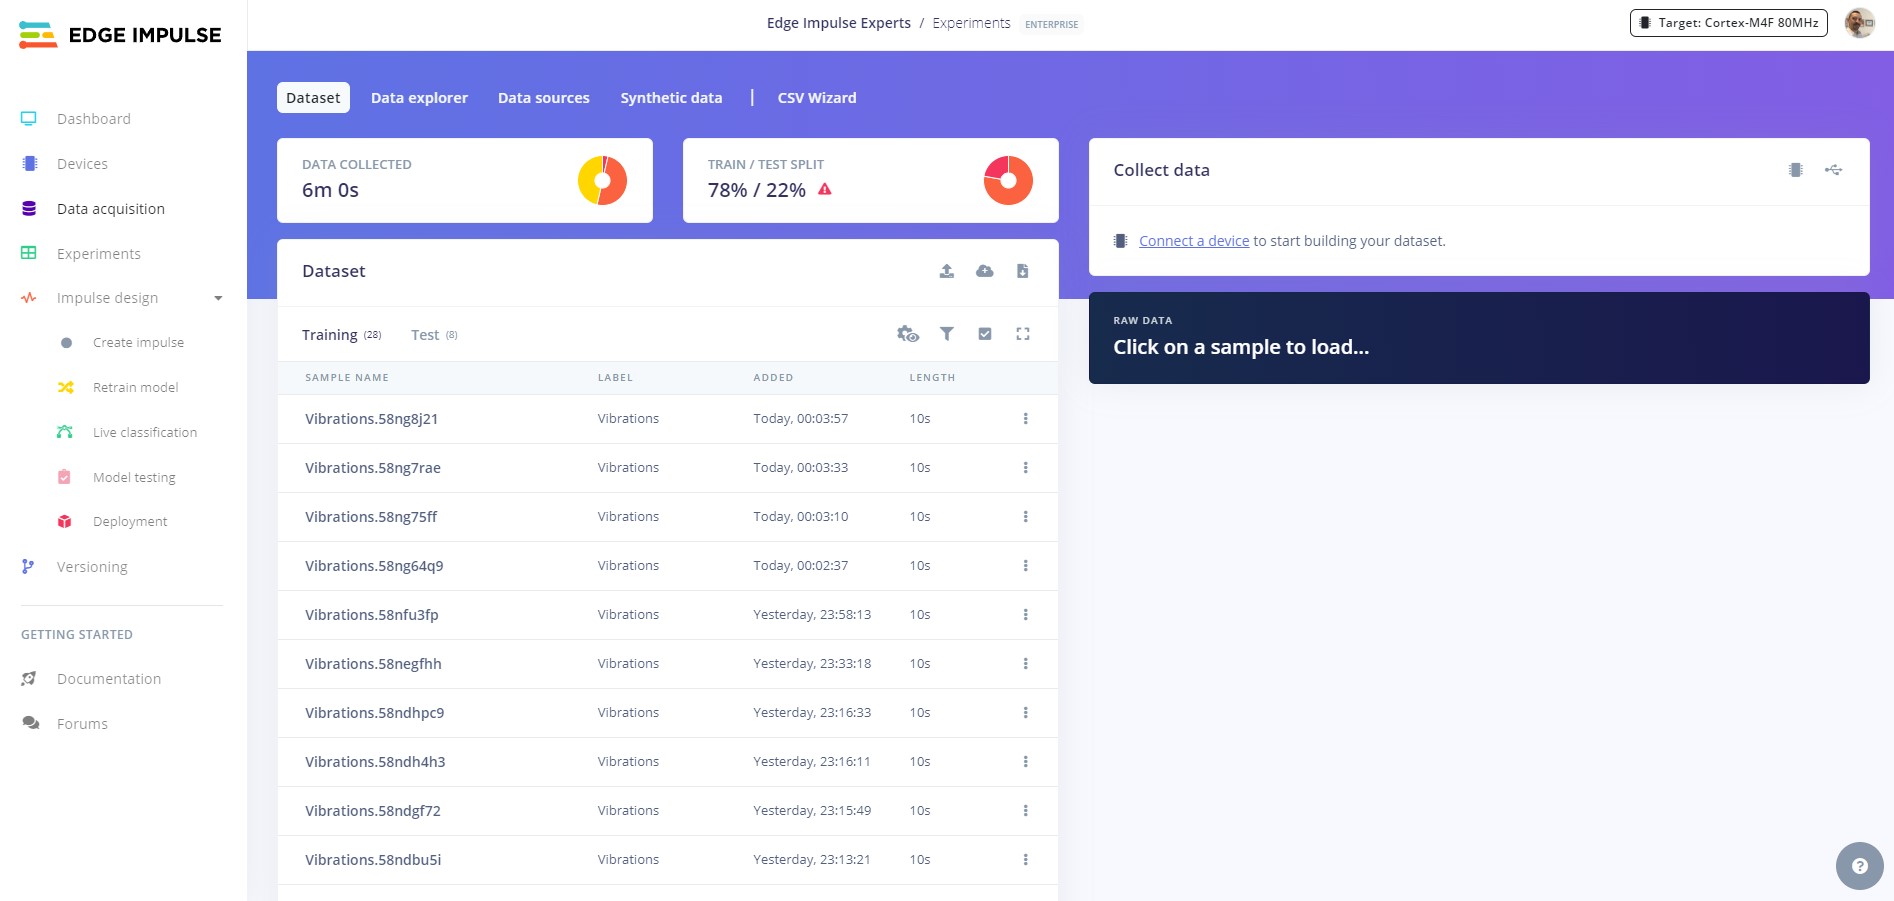 EDGE IMPULSE
Edge Impulse Experts / Experiments ENTERPRISE
Target: Cortex-M4F 80MHz
Dashboard
Devices
Data acquisition
Experiments
Impulse design
Create impulse
Retrain model
Live classification
Model testing
Deployment
Versioning
GETTING STARTED
Documentation
Forums
Dataset Data explorer Data sources Synthetic data | CSV Wizard
DATA COLLECTED
6m 0s
TRAIN / TEST SPLIT
78% / 22%
Dataset
Training (28) Test (8)
SAMPLE NAME LABEL ADDED LENGTH
Vibrations.58ng8j21 Vibrations Today, 00:03:57 10s
Vibrations.58ng7rae Vibrations Today, 00:03:33 10s
Vibrations.58ng75ff Vibrations Today, 00:03:10 10s
Vibrations.58ng64q9 Vibrations Today, 00:02:37 10s
Vibrations.58nfu3fp Vibrations Yesterday, 23:58:13 10s
Vibrations.58negfhh Vibrations Yesterday, 23:33:18 10s
Vibrations.58ndhpc9 Vibrations Yesterday, 23:16:33 10s
Vibrations.58ndh4h3 Vibrations Yesterday, 23:16:11 10s
Vibrations.58ndgf72 Vibrations Yesterday, 23:15:49 10s
Vibrations.58ndbu5i Vibrations Yesterday, 23:13:21 10s
Collect data
Connect a device to start building your dataset.
RAW DATA
Click on a sample to load...